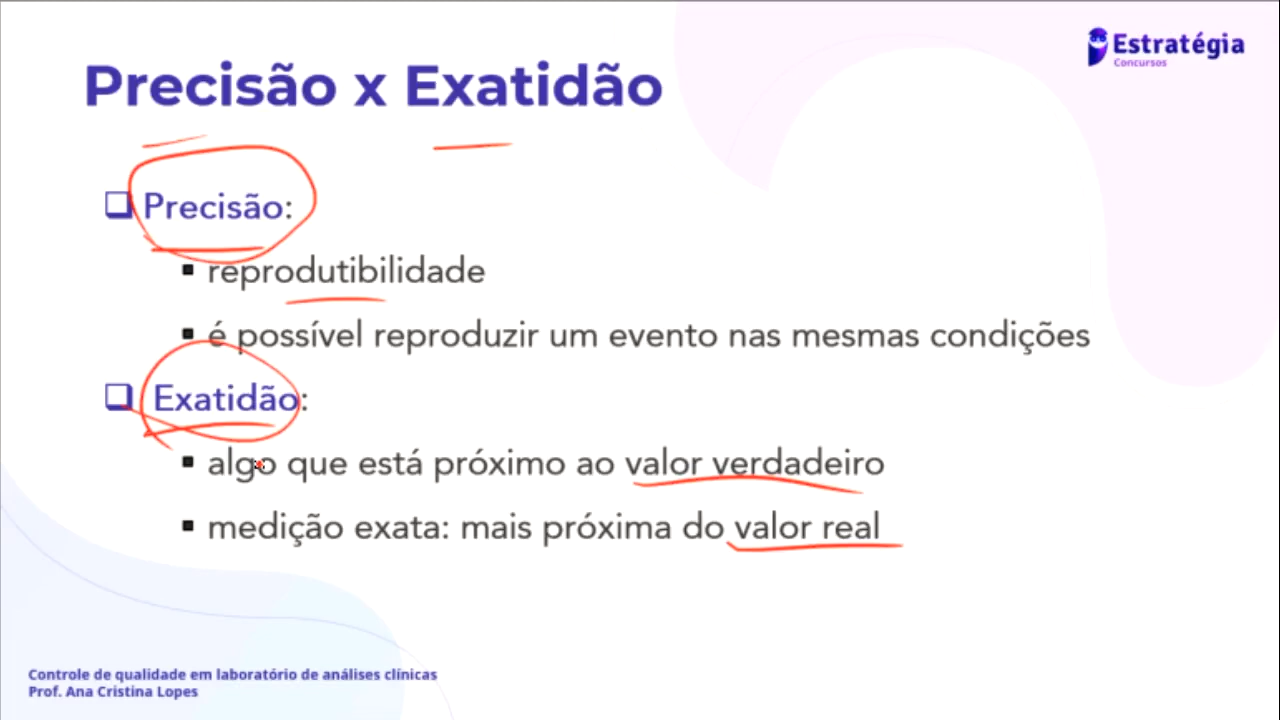 Estratégia
Concursos
Precisão x Exatidão
Precisão:
reprodutibilidade
é possível reproduzir um evento nas mesmas condições
Exatidão:
algo que está próximo ao valor verdadeiro
medição exata: mais próxima do valor real
Controle de qualidade em laboratório de análises clínicas
Prof. Ana Cristina Lopes